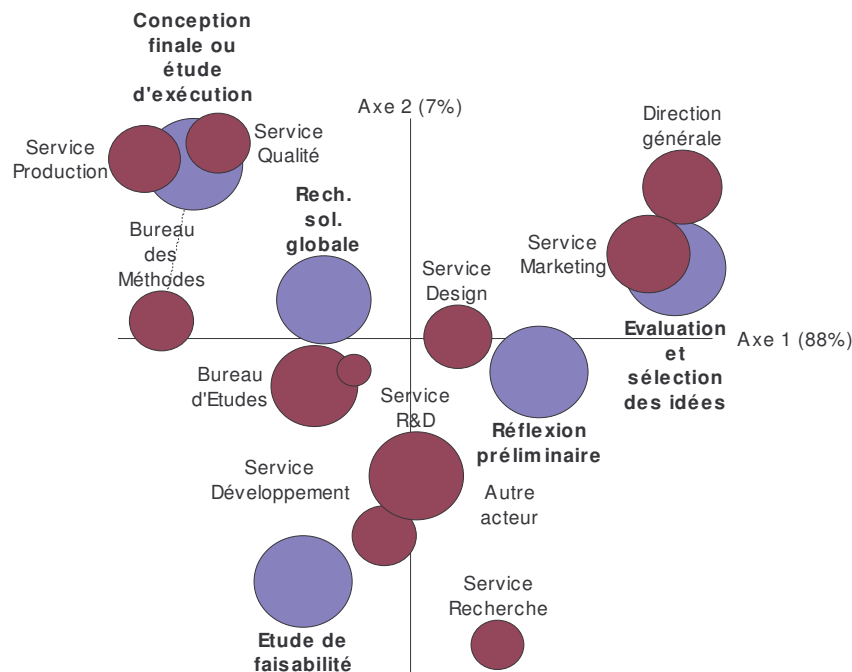 Conception
finale ou
étude
d'exécution
Axe 2 (7%)
Direction
générale
Service
Production
Service
Qualité
Rech.
sol.
globale
Bureau
des
Méthodes
Service
Design
Service
Marketing
Axe 1 (88%)
Evaluation
et
sélection
des idées
Bureau
d'Etudes
Service
R&D
Réflexion
préliminaire
Service
Développement
Autre
acteur
Service
Recherche
Etude de
faisabilité